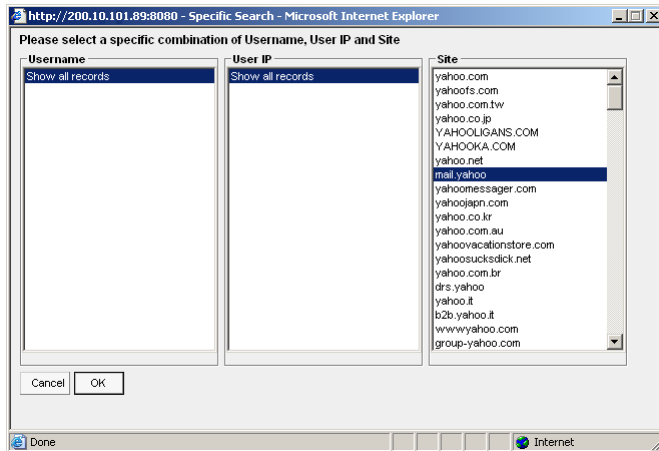 http://200.10.101.89:8080 - Specific Search - Microsoft Internet Explorer
Please select a specific combination of Username, User IP and Site
Username
Show all records
User IP
Show all records
Site
yahoo.com
yahoofs.com
yahoo.com.tw
yahoo.co.jp
YAHOOLIGANS.COM
YAHOOKA.COM
yahoo.net
mail.yahoo
yahoomessager.com
yahoojapn.com
yahoo.co.kr
yahoo.com.au
yahoovacationstore.com
yahoosucksdick.net
yahoo.com.br
drs.yahoo
yahoo.it
b2b.yahoo.it
wwwyahoo.com
group-yahoo.com
Cancel
OK
Done
Internet